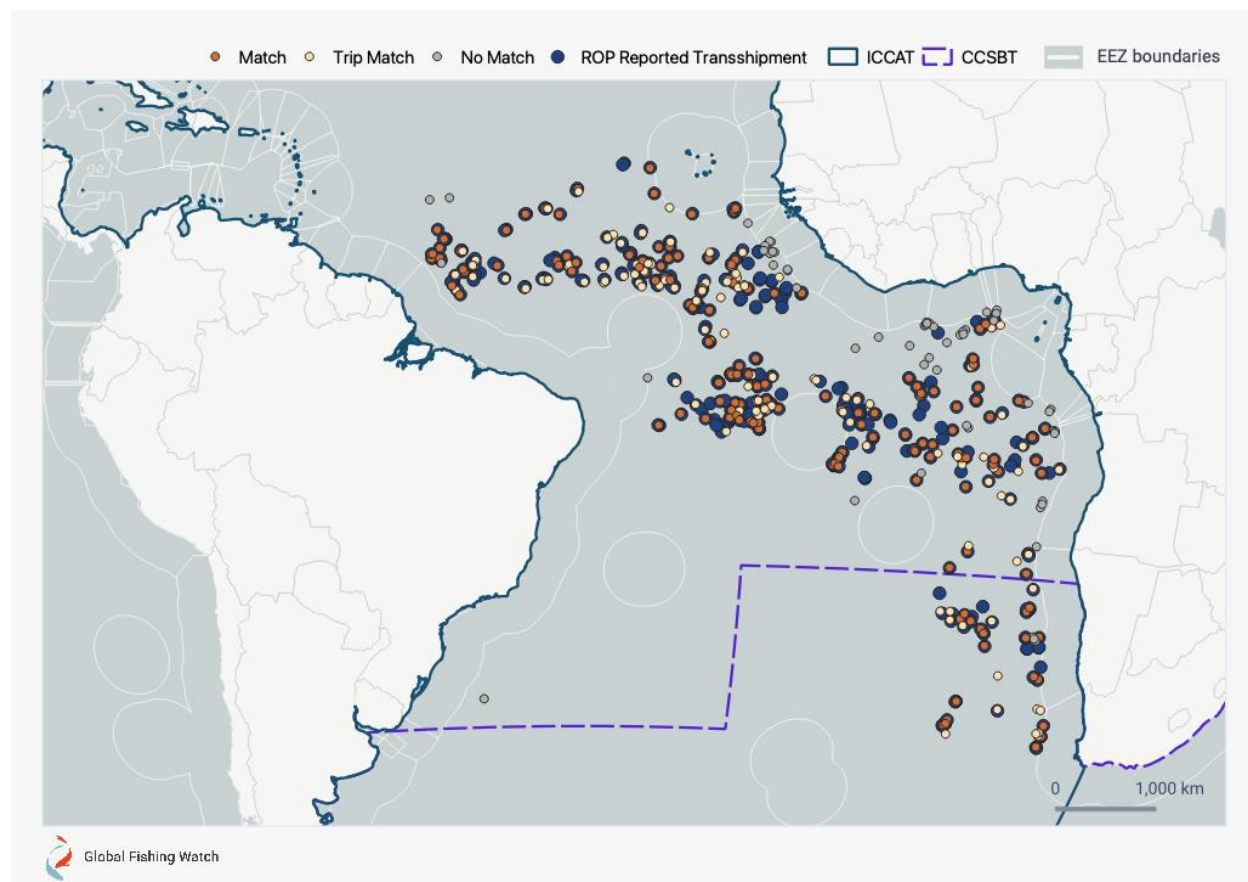 Match Trip Match No Match ROP Reported Transshipment ICCAT CCSBT EEZ boundaries
0 1,000 km
Global Fishing Watch